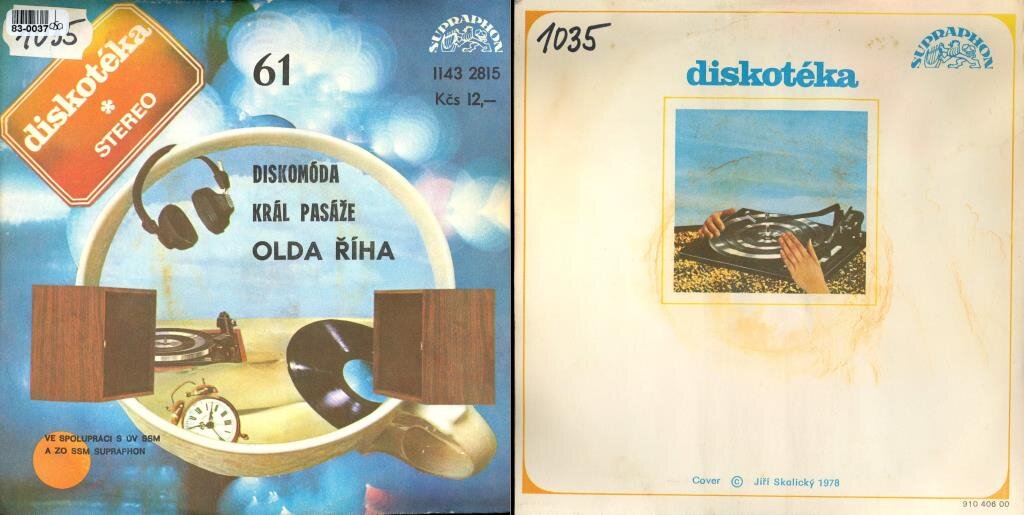 83-0037
1035
diskotéka
*
STEREO
61
SUPRAPHON
1143 2815
Kčs 12,—
DISKOMÓDA
KRÁL PASÁŽE
OLDA ŘÍHA
VE SPOLUPRÁCI S ÚV SSM
A ZO SSM SUPRAPHON
1035
SUPRAPHON
diskotéka
Cover © Jiří Skalický 1978
910 406 00